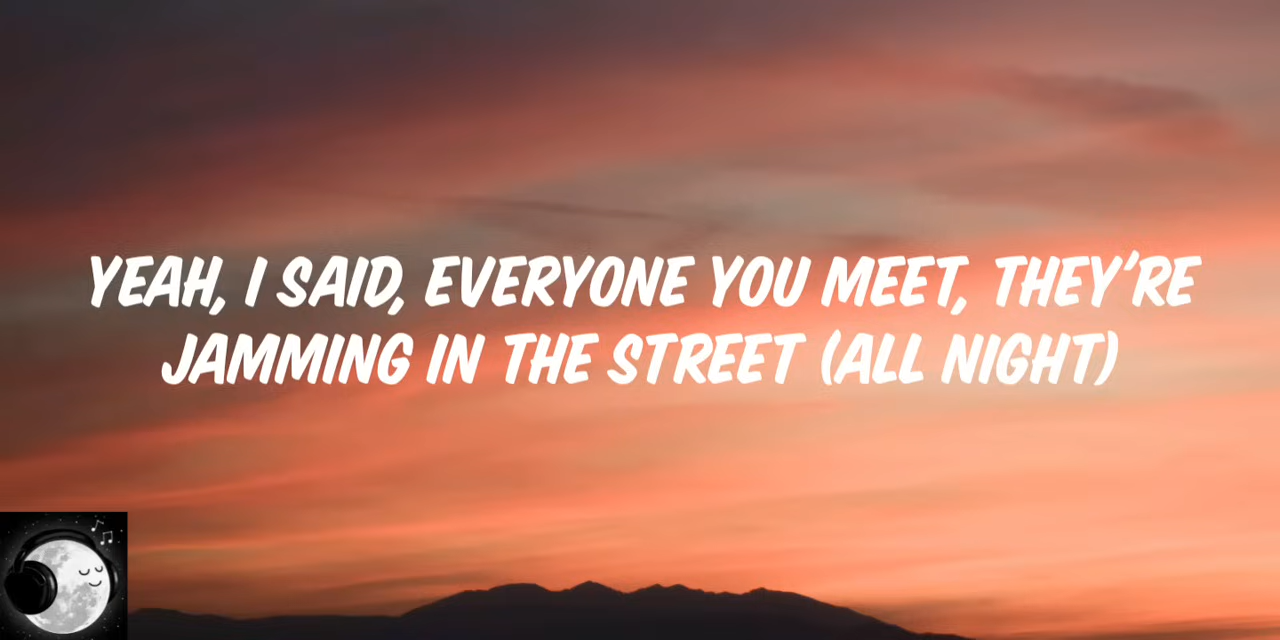 YEAH, I SAID, EVERYONE YOU MEET, THEY'RE
JAMMING IN THE STREET (ALL NIGHT)